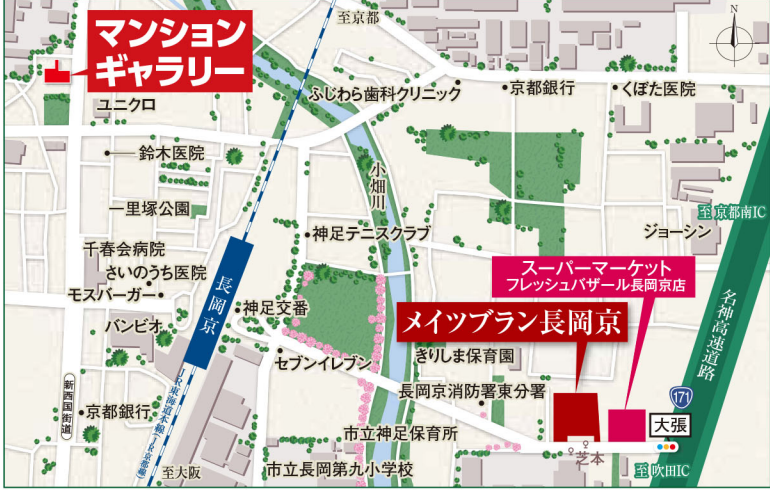 マンション
ギャラリー
至京都
N
ユニクロ
ふじわら歯科クリニック
京都銀行
くぼた医院
鈴木医院
小畑川
一里塚公園
至京都南IC
神足テニスクラブ
ジョーシン
千春会病院
さいのうち医院
モスバーガー
バンビオ
長岡京
神足交番
スーパーマーケット
フレッシュバザール長岡京店
メイツブラン長岡京
名神高速道路
セブンイレブン
きりしま保育園
新西国街道
京都銀行
JR東海道本線(JR京都線)
長岡京消防署東分署
171
大張
市立神足保育所
芝本
至大阪
市立長岡第九小学校
至吹田IC